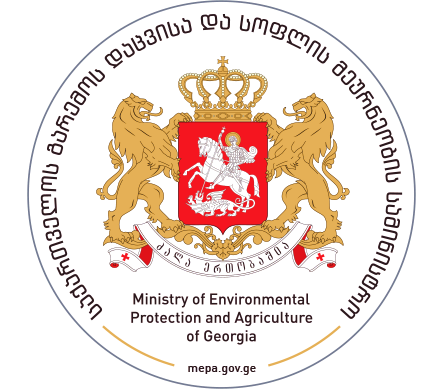 საქართველოს გარემოს დაცვისა და სოფლის მეურნეობის სამინისტრო
ძალა ერთობაშია
Ministry of Environmental
Protection and Agriculture
of Georgia
mepa.gov.ge